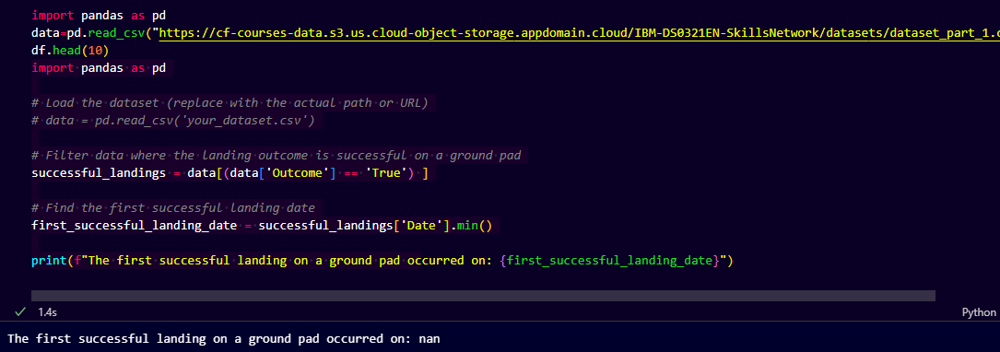 import pandas as pd
data=pd.read_csv("https://cf-courses-data.s3.us.cloud-object-storage.appdomain.cloud/IBM-DS0321EN-SkillsNetwork/datasets/dataset_part_1.c
df.head(10)
import pandas as pd
# Load the dataset (replace with the actual path or URL)
# data = pd.read_csv('your_dataset.csv')
# Filter data where the landing outcome is successful on a ground pad
successful_landings = data[(data['Outcome'] == 'True') ]
# Find the first successful landing date
first_successful_landing_date = successful_landings['Date'].min()
print(f"The first successful landing on a ground pad occurred on: {first_successful_landing_date}")
1.4s
Python
The first successful landing on a ground pad occurred on: nan